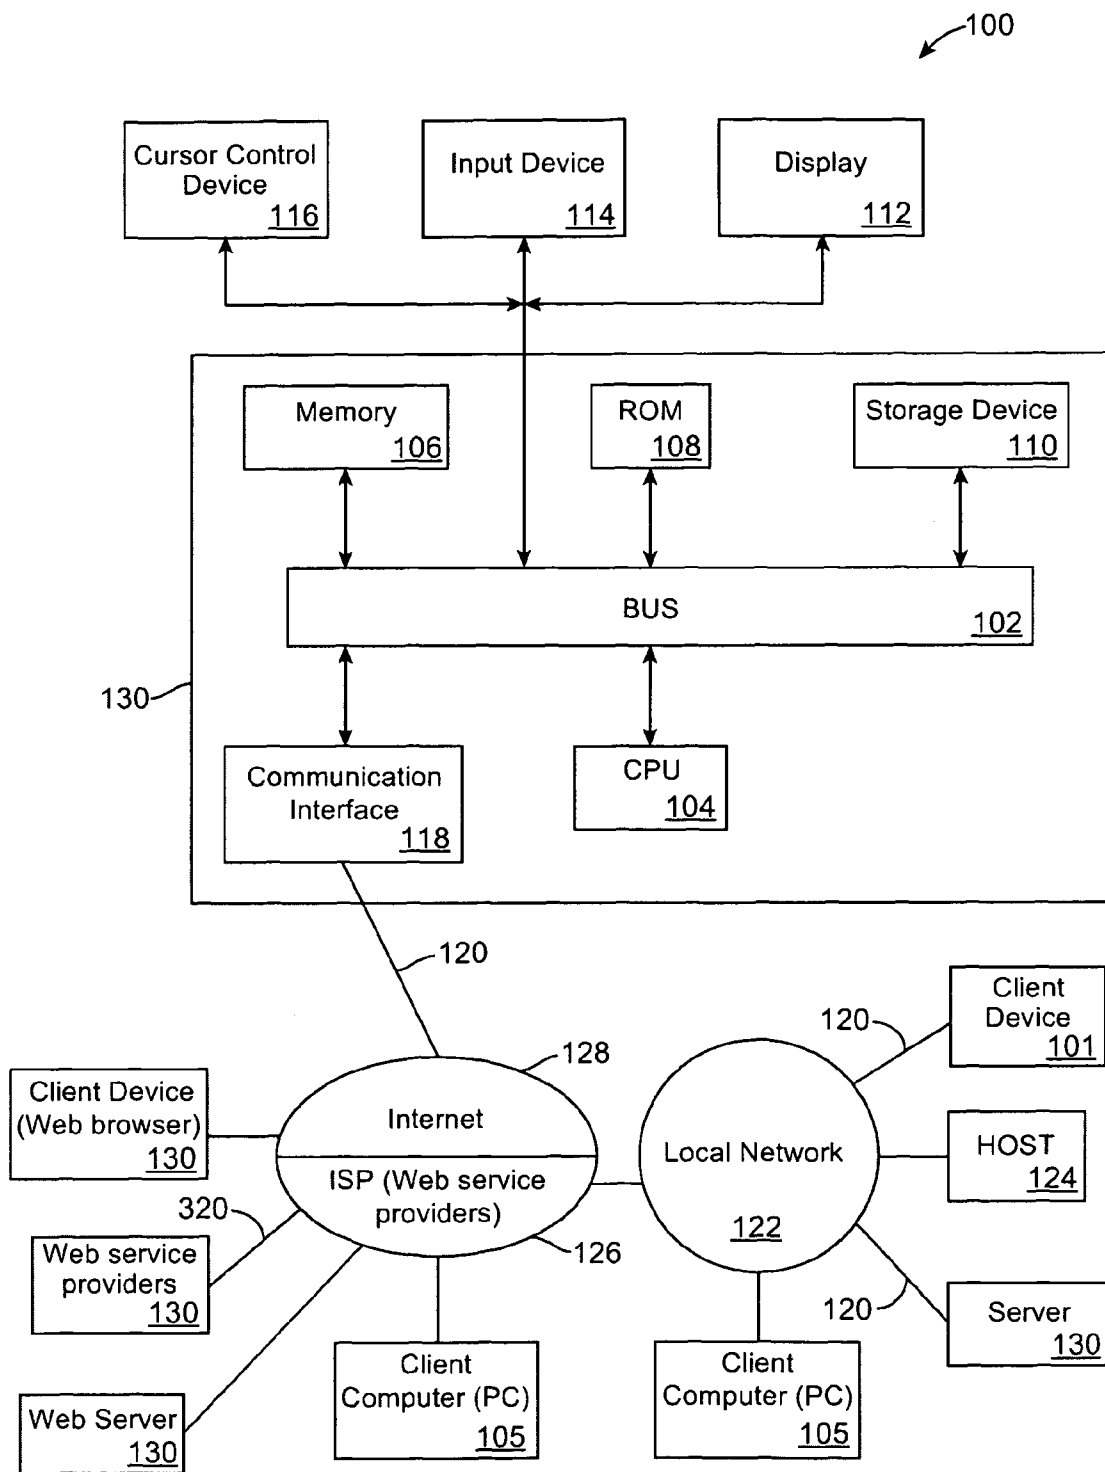 100
Cursor Control
Device
116
Input Device
114
Display
112
Memory
106
ROM
108
Storage Device
110
BUS
102
130
Communication
Interface
118
CPU
104
120
Client
Device
101
120
128
Client Device
(Web browser)
130
Internet
Local Network
122
HOST
124
ISP (Web service
providers)
320
126
Web service
providers
130
120
Server
130
Client
Computer (PC)
105
Client
Computer (PC)
105
Web Server
130